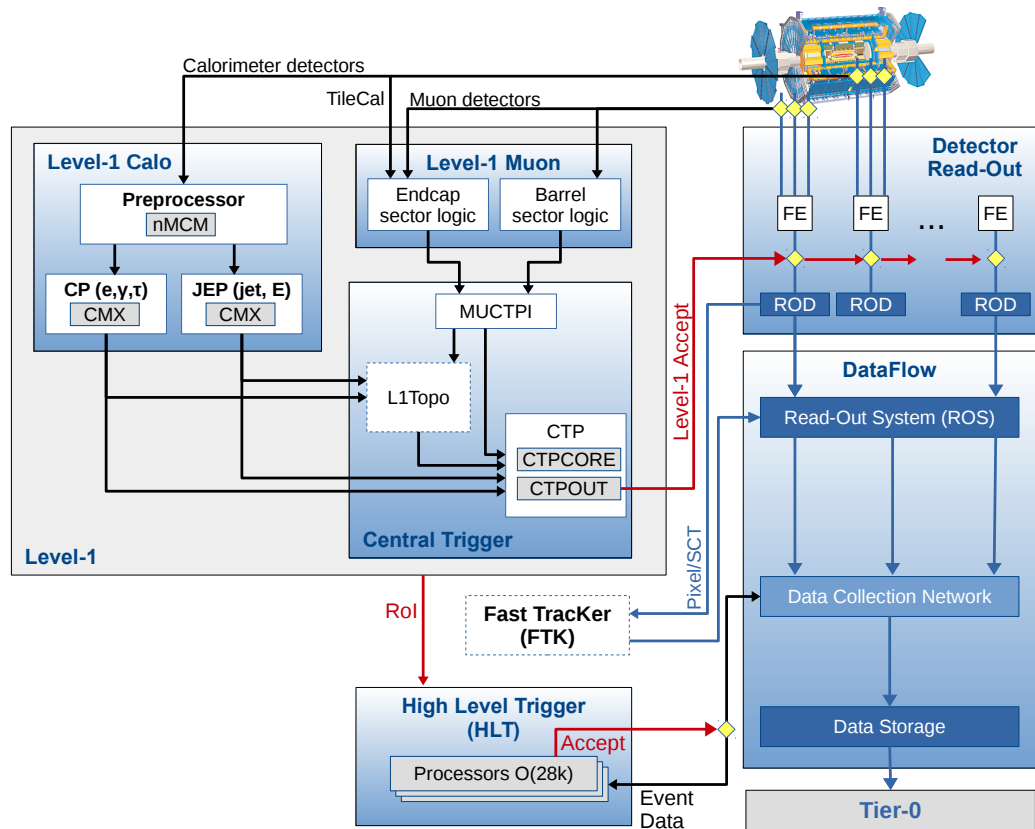 Calorimeter detectors
TileCal
Muon detectors
Level-1 Calo
Preprocessor
nMCM
CP (e,γ,τ)
CMX
JEP (jet, E)
CMX
Level-1 Muon
Endcap
sector logic
Barrel
sector logic
MUCTPI
L1Topo
CTP
CTPCORE
CTPOUT
Central Trigger
Level-1
Level-1 Accept
Detector
Read-Out
FE
FE
...
FE
ROD
ROD
ROD
DataFlow
Read-Out System (ROS)
Data Collection Network
Data Storage
Tier-0
Pixel/SCT
RoI
Fast TracKer
(FTK)
High Level Trigger
(HLT)
Accept
Processors O(28k)
Event
Data